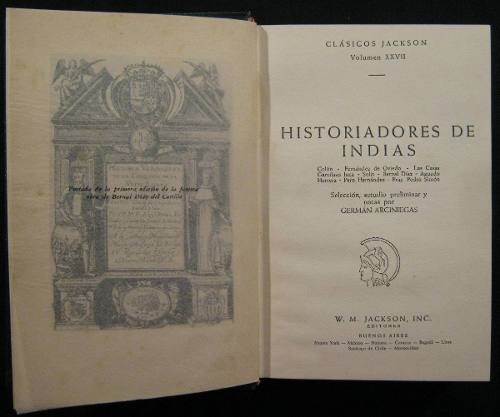 Portada de la primera edición de la famosa
obra de Bernal Díaz del Castillo
CLÁSICOS JACKSON
Volumen XXVII
HISTORIADORES DE
INDIAS
Colón - Fernández de Oviedo - Las Casas
Garcilaso Inca - Solís - Bernal Díaz - Aguado
Herrera - Pero Hernández - Fray Pedro Simón
Selección, estudio preliminar y
notas por
GERMÁN ARCINIEGAS
W. M. JACKSON, INC.
EDITORES
BUENOS AIRES
Nueva York — México — Habana — Caracas — Bogotá — Lima
Santiago de Chile — Montevideo